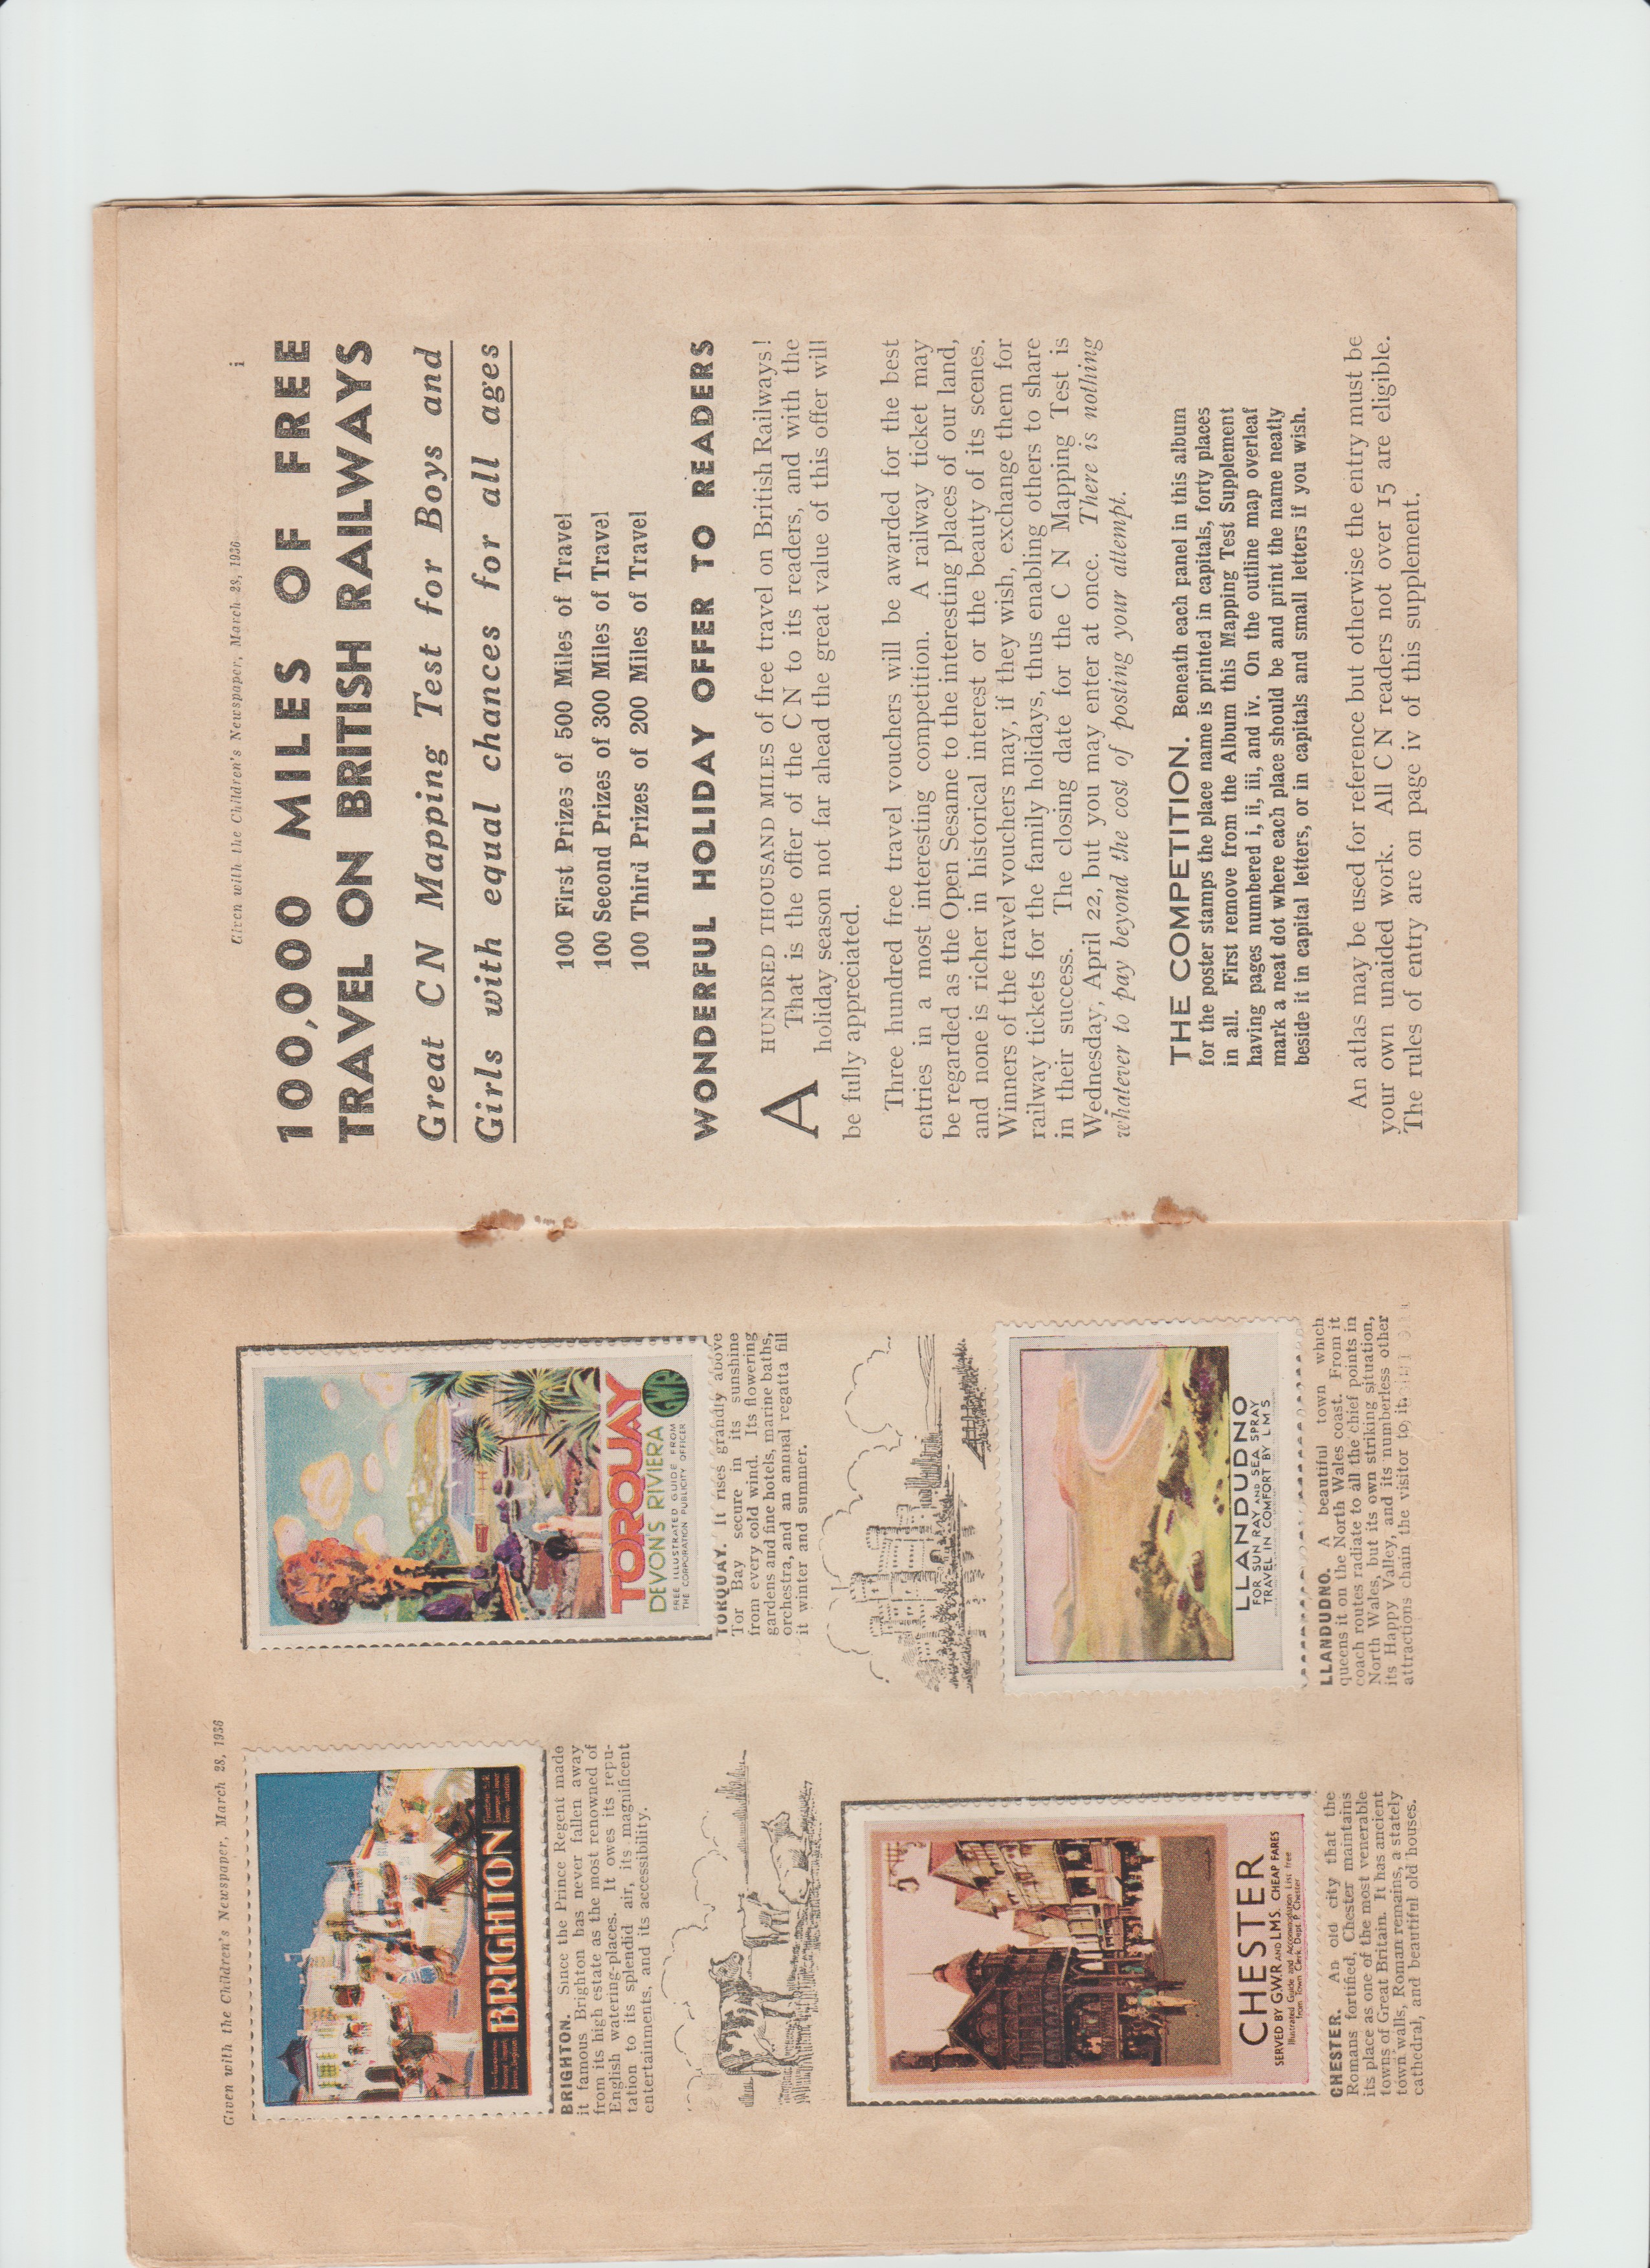 Given with the Children's Newspaper, March 28, 1936
BRIGHTON
BRIGHTON. Since the Prince Regent made
it famous Brighton has never fallen away
from its high estate as the most renowned of
English watering-places. It owes its repu-
tation to its splendid air, its magnificent
entertainments, and its accessibility.
CHESTER
SERVED BY G.W.R. AND L.M.S. CHEAP FARES
Illustrated Guide and Accommodation List free
from Town Clerk, Dept. P. Chester
CHESTER. An old city that the
Romans fortified, Chester maintains
its place as one of the most venerable
towns of Great Britain. It has ancient
town walls, Roman remains, a stately
cathedral, and beautiful old houses.
TORQUAY
DEVON'S RIVIERA
FREE ILLUSTRATED GUIDE FROM
THE CORPORATION PUBLICITY OFFICER
GWR
TORQUAY. It rises grandly above
Tor Bay secure in its sunshine
from every cold wind. Its flowering
gardens and fine hotels, marine baths,
orchestra, and an annual regatta fill
it winter and summer.
LLANDUDNO
FOR SUN RAY AND SEA SPRAY
TRAVEL IN COMFORT BY L M S
LLANDUDNO. A beautiful town which
queens it on the North Wales coast. From it
coach routes radiate to all the chief points in
North Wales, but its own striking situation,
its Happy Valley, and its numberless other
attractions chain the visitor to it.
Given with the Children's Newspaper, March 28, 1936
i
100,000 MILES OF FREE
TRAVEL ON BRITISH RAILWAYS
Great CN Mapping Test for Boys and
Girls with equal chances for all ages
100 First Prizes of 500 Miles of Travel
100 Second Prizes of 300 Miles of Travel
100 Third Prizes of 200 Miles of Travel
WONDERFUL HOLIDAY OFFER TO READERS
A HUNDRED THOUSAND MILES of free travel on British Railways!
That is the offer of the CN to its readers, and with the
holiday season not far ahead the great value of this offer will
be fully appreciated.
Three hundred free travel vouchers will be awarded for the best
entries in a most interesting competition. A railway ticket may
be regarded as the Open Sesame to the interesting places of our land,
and none is richer in historical interest or the beauty of its scenes.
Winners of the travel vouchers may, if they wish, exchange them for
railway tickets for the family holidays, thus enabling others to share
in their success. The closing date for the C N Mapping Test is
Wednesday, April 22, but you may enter at once. There is nothing
whatever to pay beyond the cost of posting your attempt.
THE COMPETITION. Beneath each panel in this album
for the poster stamps the place name is printed in capitals, forty places
in all. First remove from the Album this Mapping Test Supplement
having pages numbered i, ii, iii, and iv. On the outline map overleaf
mark a neat dot where each place should be and print the name neatly
beside it in capital letters, or in capitals and small letters if you wish.
An atlas may be used for reference but otherwise the entry must be
your own unaided work. All C N readers not over 15 are eligible.
The rules of entry are on page iv of this supplement.